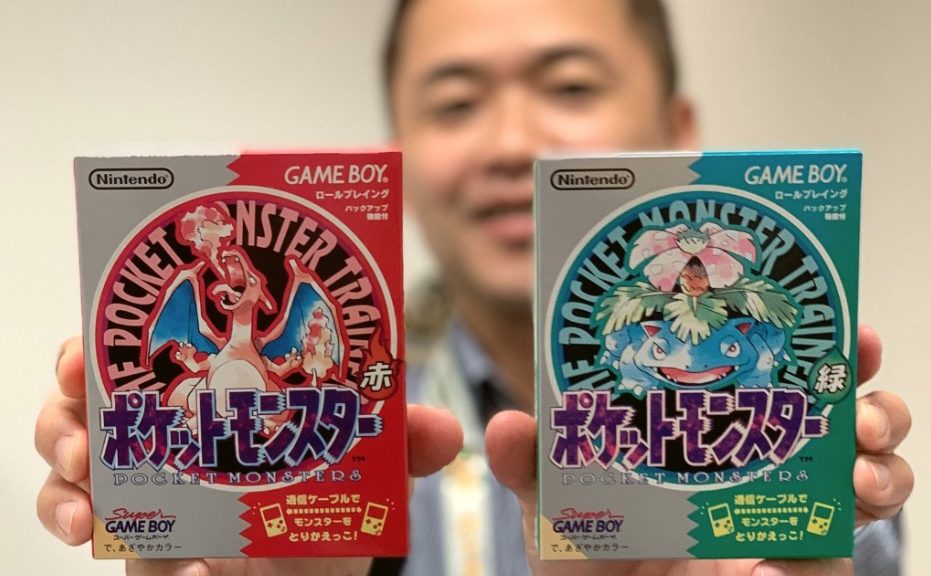 Nintendo®
GAME BOY®
ロールプレイング
バックアップ
機能付
THE POCKET MONSTER TRAINER
赤
ポケットモンスター
TM
POCKET MONSTERS
Super
GAME BOY
スーパーゲームボーイ
で、あざやかカラー
通信ケーブルで
モンスターを
とりかえっこ!
Nintendo®
GAME BOY®
ロールプレイング
バックアップ
機能付
THE POCKET MONSTER TRAINER
緑
ポケットモンスター
TM
POCKET MONSTERS
Super
GAME BOY
スーパーゲームボーイ
で、あざやかカラー
通信ケーブルで
モンスターを
とりかえっこ!